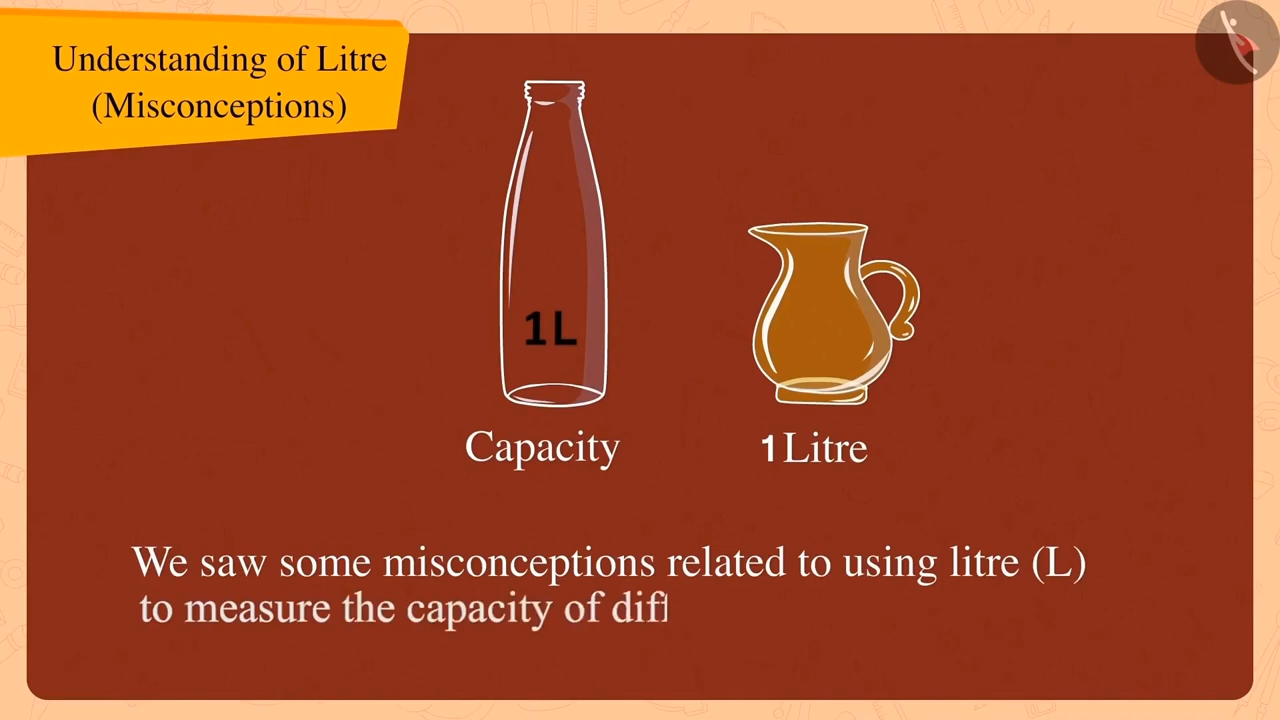 Understanding of Litre
(Misconceptions)
1L
Capacity
1 Litre
We saw some misconceptions related to using litre (L)
to measure the capacity of